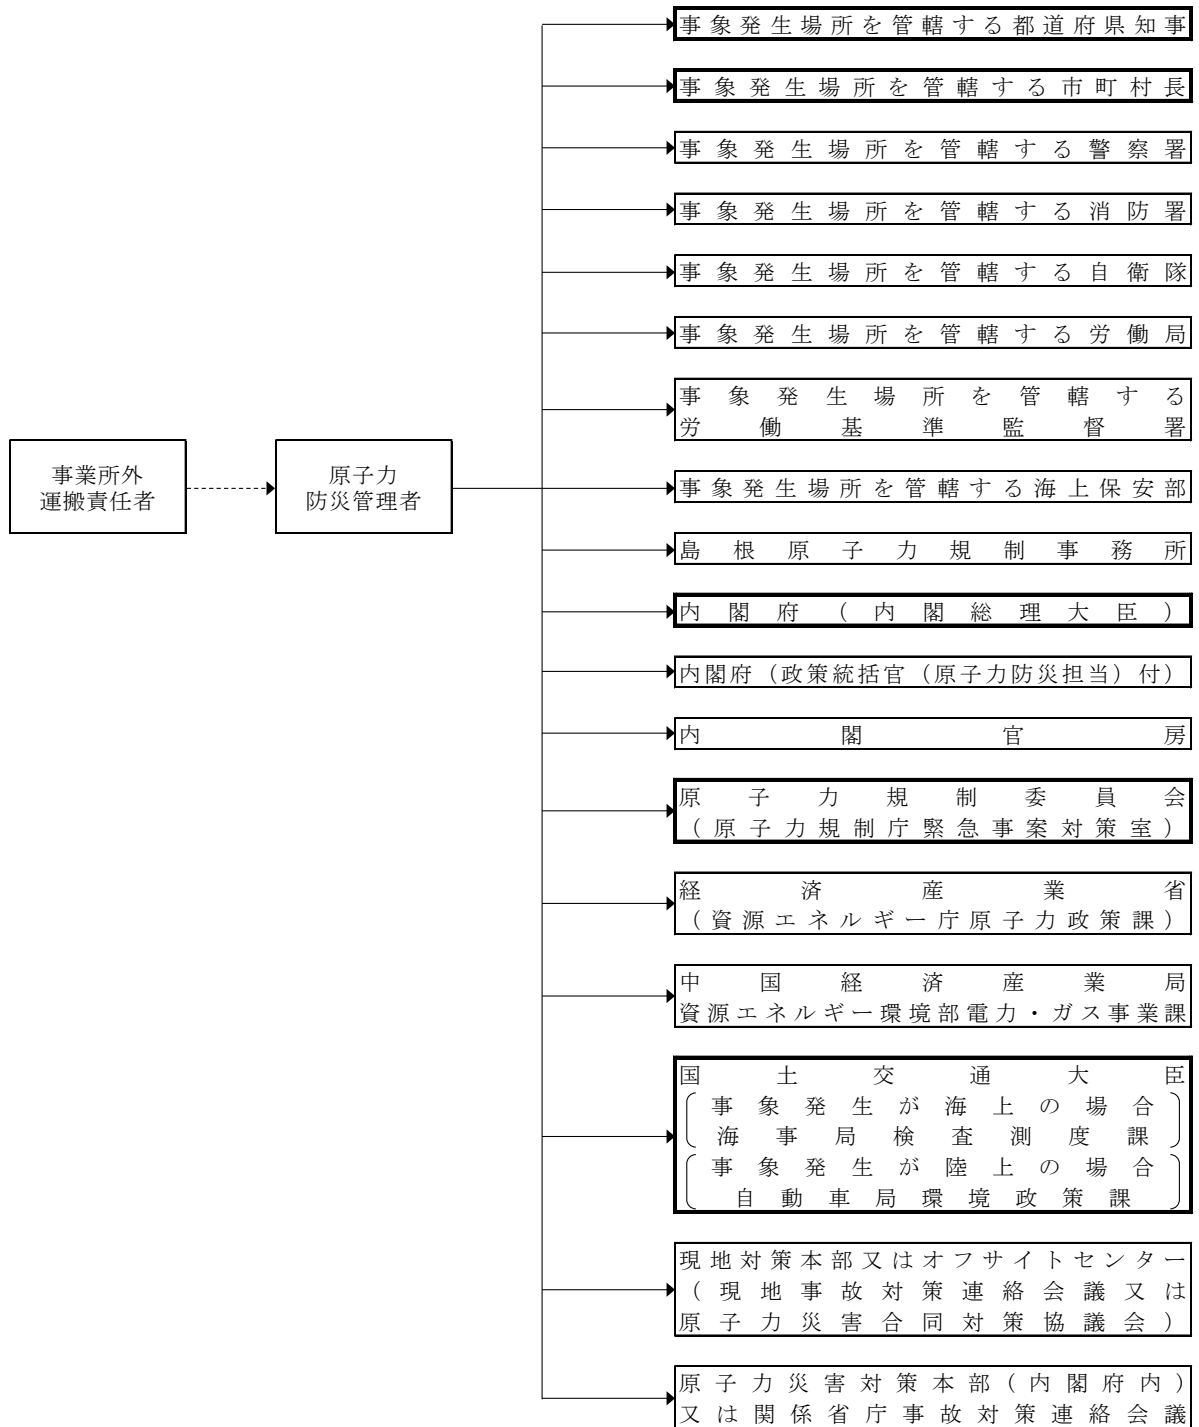 事象発生場所を管轄する都道府県知事
事象発生場所を管轄する市町村長
事象発生場所を管轄する警察署
事象発生場所を管轄する消防署
事象発生場所を管轄する自衛隊
事象発生場所を管轄する労働局
事象発生場所を管轄する
労働基準監督署
事業所外
運搬責任者
原子力
防災管理者
事象発生場所を管轄する海上保安部
島根原子力規制事務所
内閣府（内閣総理大臣）
内閣府（政策統括官（原子力防災担当）付）
内閣官房
原子力規制委員会
（原子力規制庁緊急事案対策室）
経済産業省
（資源エネルギー庁原子力政策課）
中国経済産業局
資源エネルギー環境部電力・ガス事業課
国土交通大臣
事象発生が海上の場合
海事局検査測度課
事象発生が陸上の場合
自動車局環境政策課
現地対策本部又はオフサイトセンター
（現地事故対策連絡会議又は
原子力災害合同対策協議会）
原子力災害対策本部（内閣府内）
又は関係省庁事故対策連絡会議